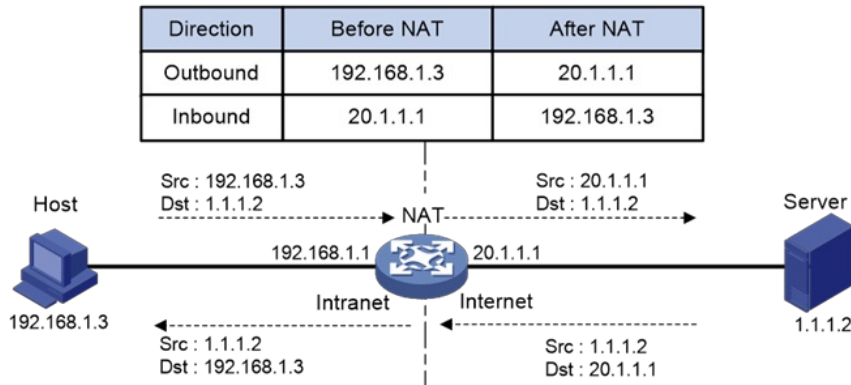 Direction Before NAT After NAT
Outbound 192.168.1.3 20.1.1.1
Inbound 20.1.1.1 192.168.1.3
Src : 192.168.1.3
Dst : 1.1.1.2
Src : 20.1.1.1
Dst : 1.1.1.2
Host
NAT
Server
192.168.1.1
20.1.1.1
Intranet
Internet
192.168.1.3
1.1.1.2
Src : 1.1.1.2
Dst : 192.168.1.3
Src : 1.1.1.2
Dst : 20.1.1.1